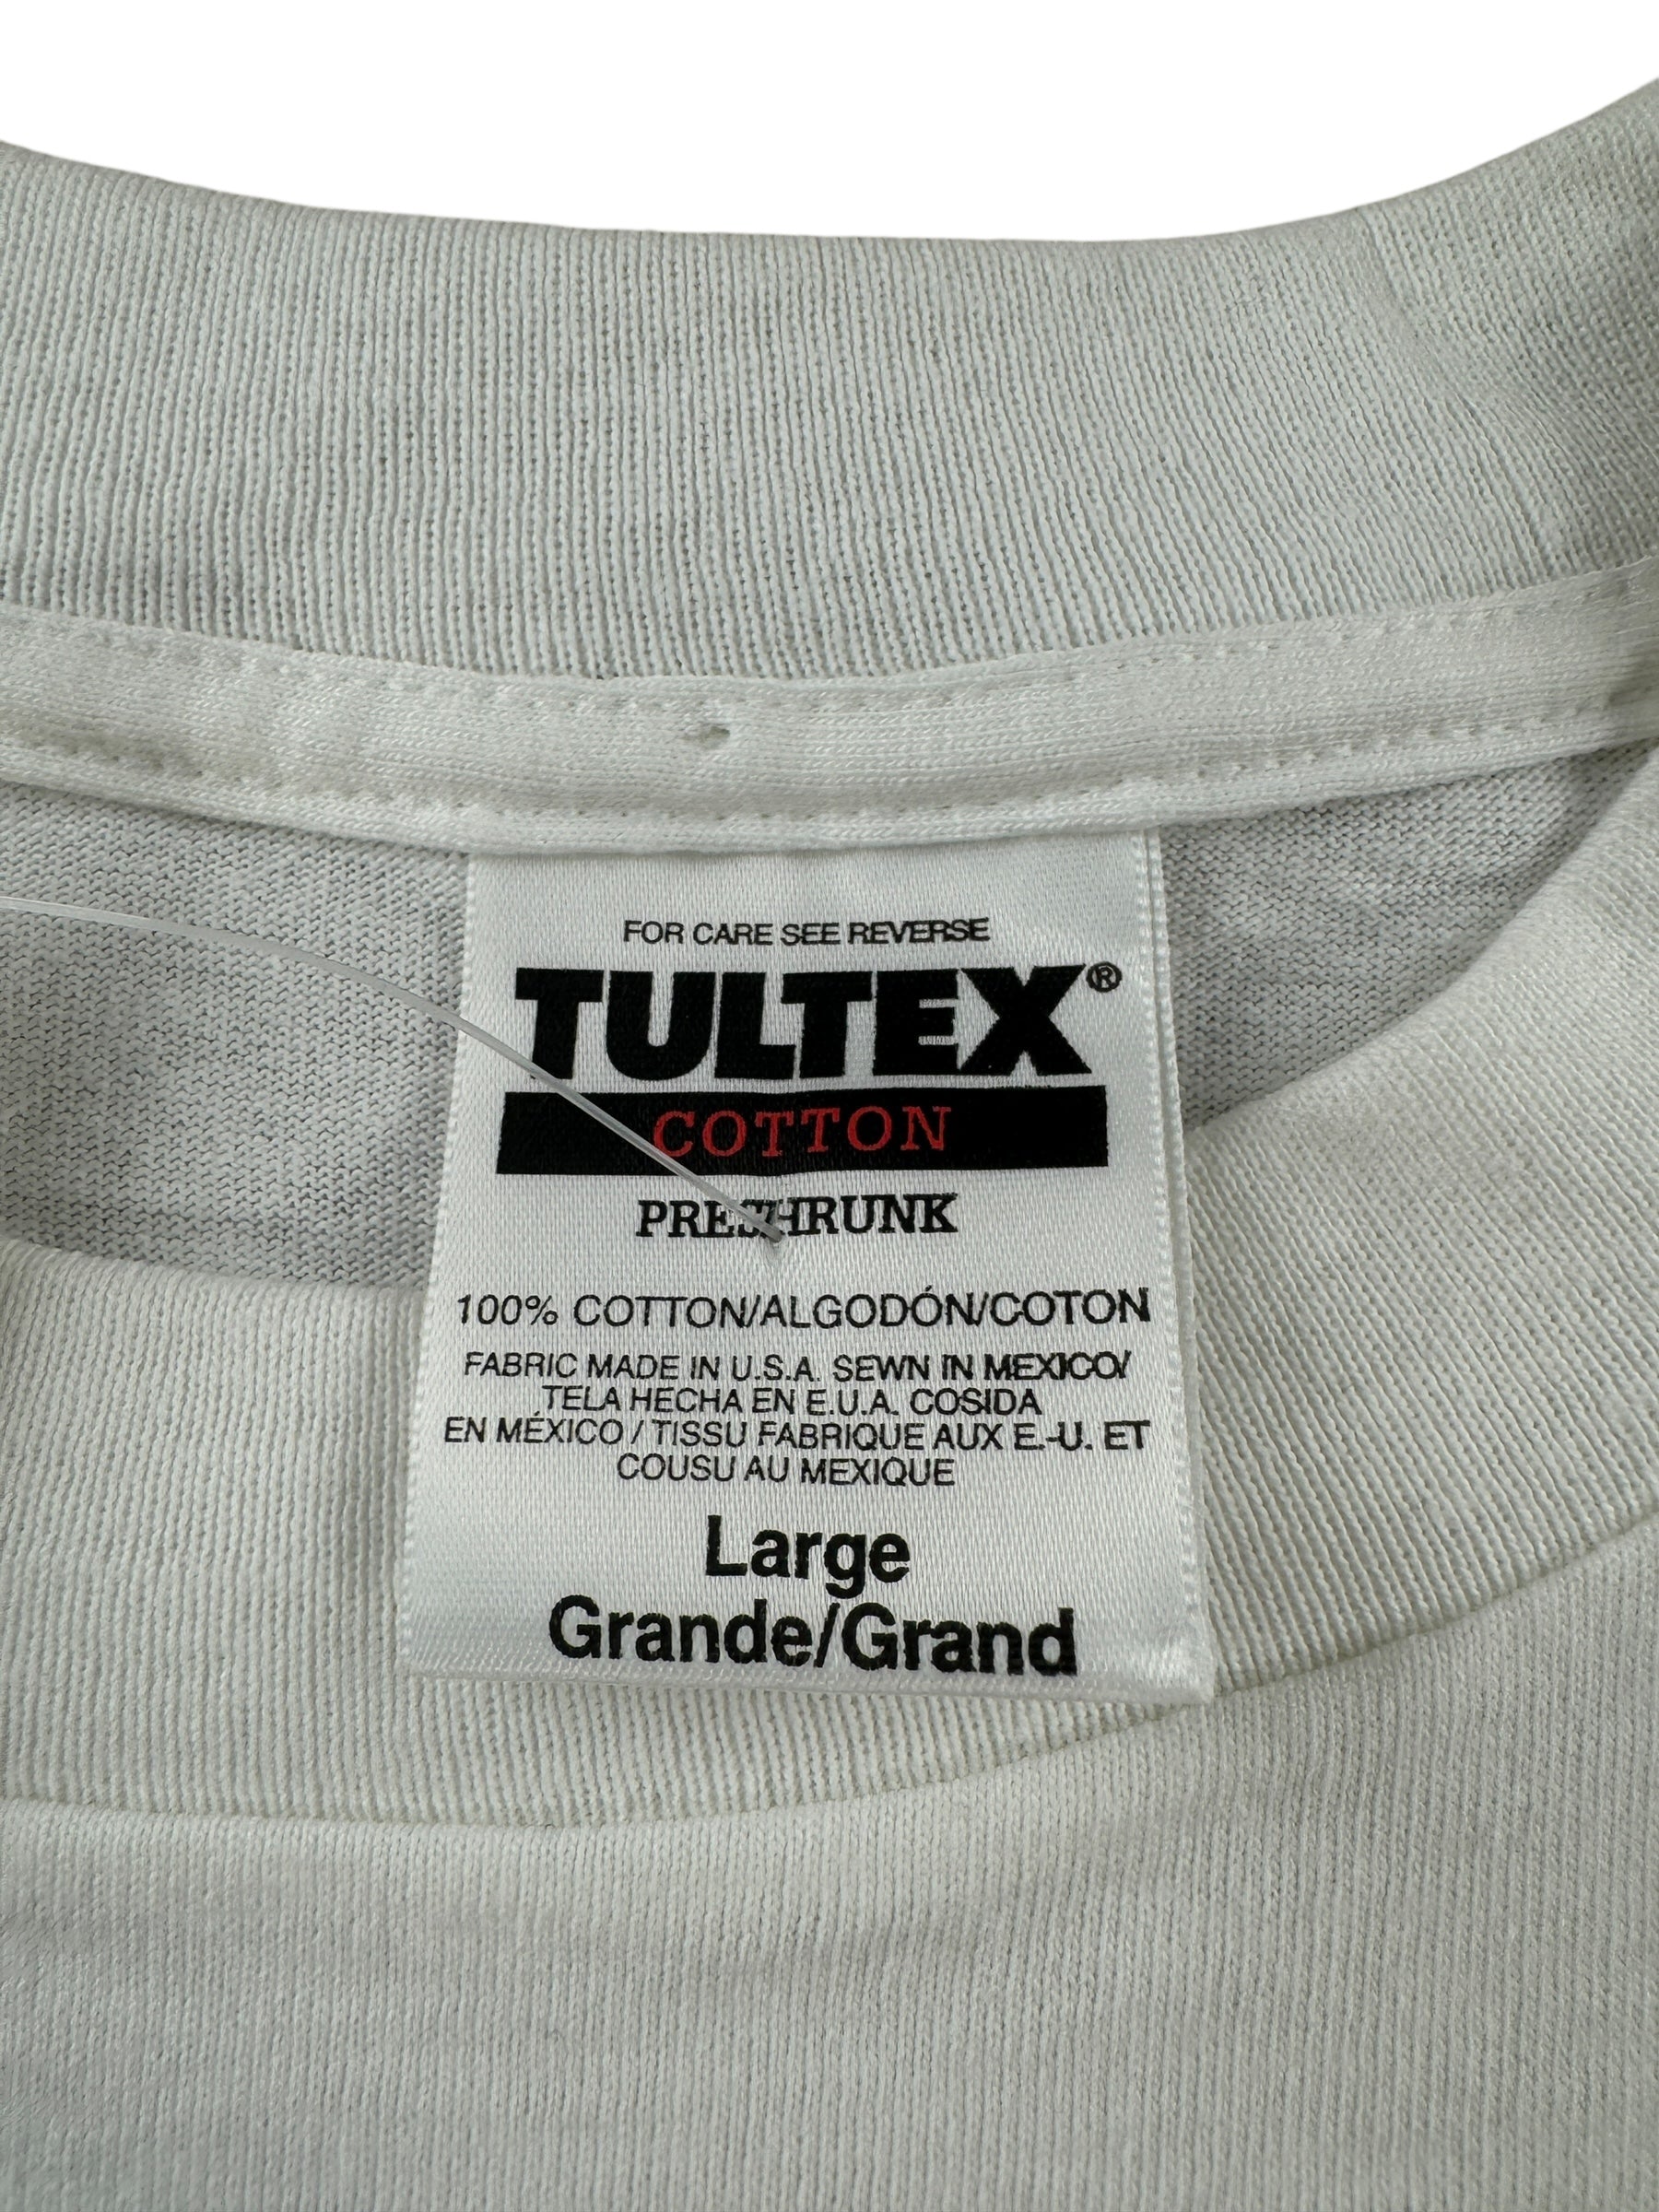 FOR CARE SEE REVERSE
TULTEX®
COTTON
PRESHRUNK
100% COTTON/ALGODÓN/COTON
FABRIC MADE IN U.S.A. SEWN IN MEXICO/
TELA HECHA EN E.U.A. COSIDA
EN MÉXICO / TISSU FABRIQUE AUX E.-U. ET
COUSU AU MEXIQUE
Large
Grande/Grand